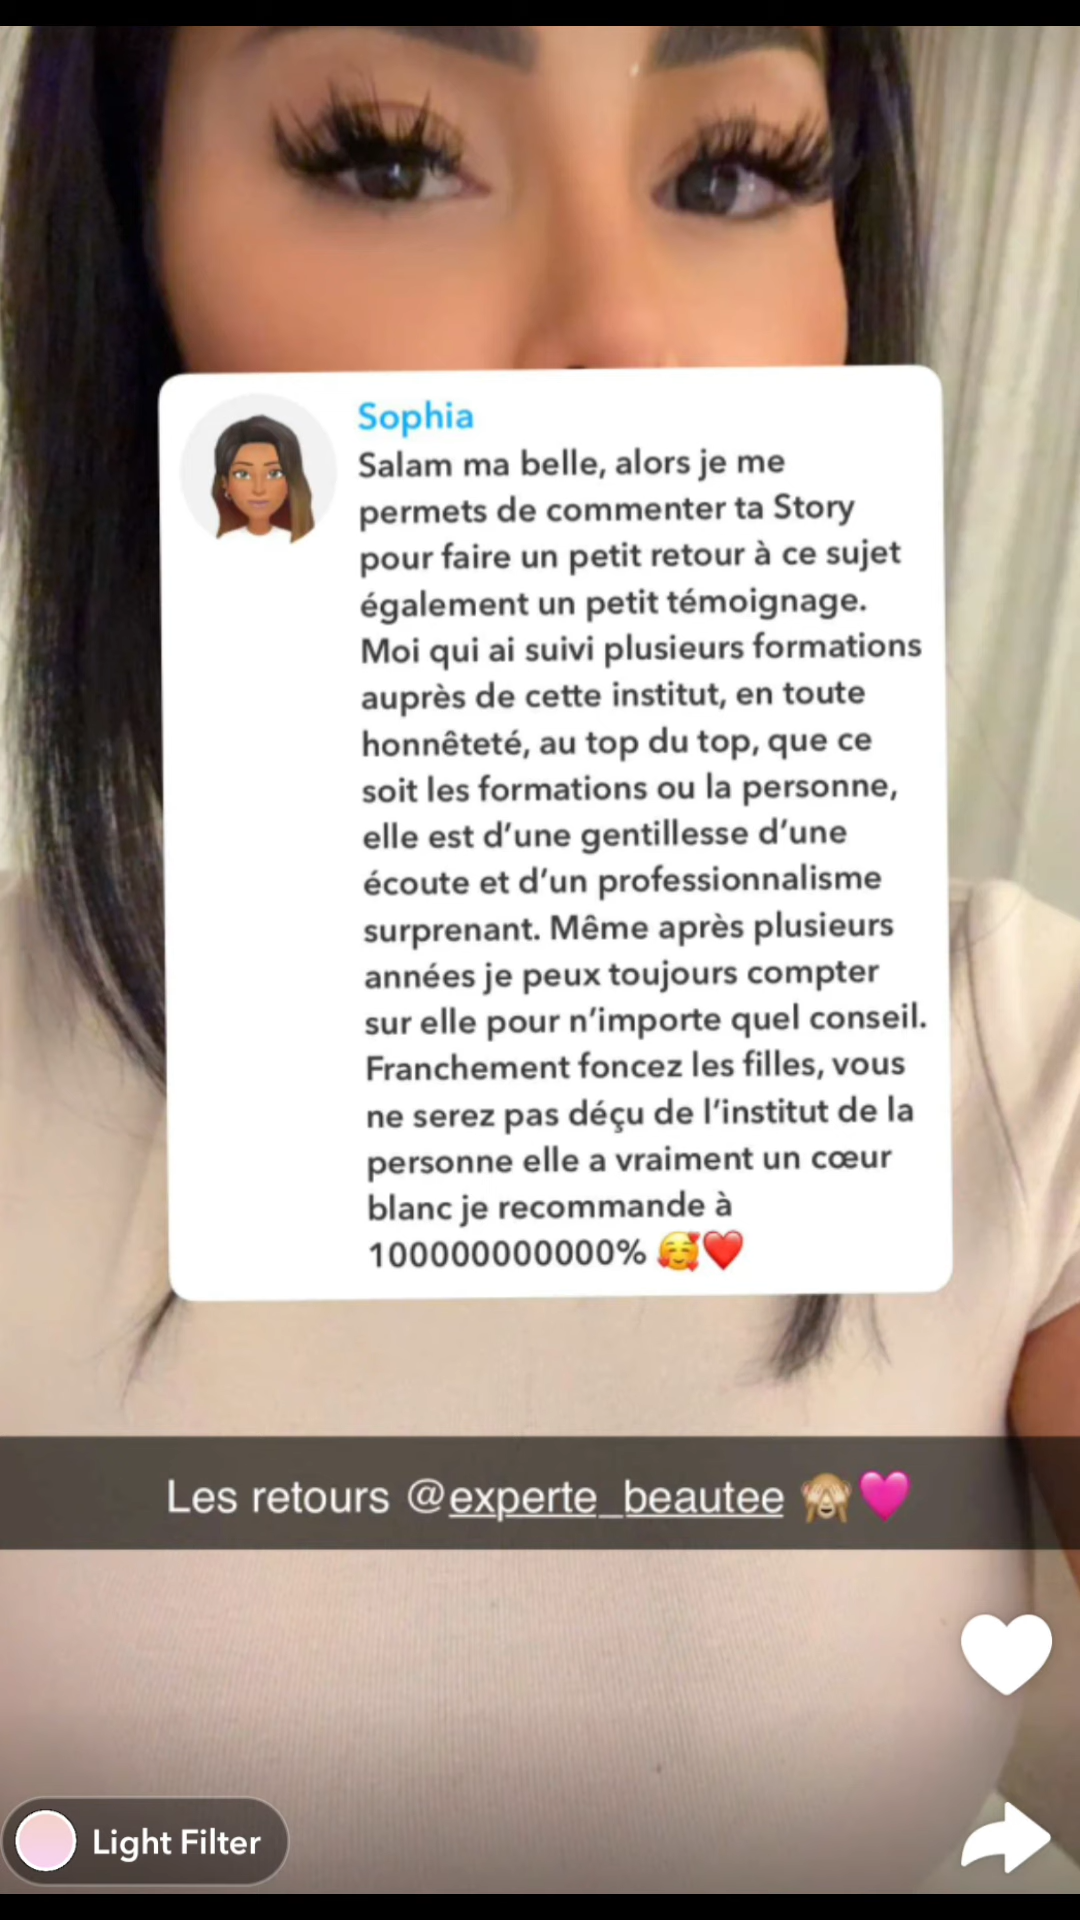 Sophia
Salam ma belle, alors je me
permets de commenter ta Story
pour faire un petit retour à ce sujet
également un petit témoignage.
Moi qui ai suivi plusieurs formations
auprès de cette institut, en toute
honnêteté, au top du top, que ce
soit les formations ou la personne,
elle est d’une gentillesse d’une
écoute et d’un professionnalisme
surprenant. Même après plusieurs
années je peux toujours compter
sur elle pour n’importe quel conseil.
Franchement foncez les filles, vous
ne serez pas déçu de l’institut de la
personne elle a vraiment un cœur
blanc je recommande à
100000000000% 🥰❤️
Les retours @experte_beautee 🙈🩷
Light Filter